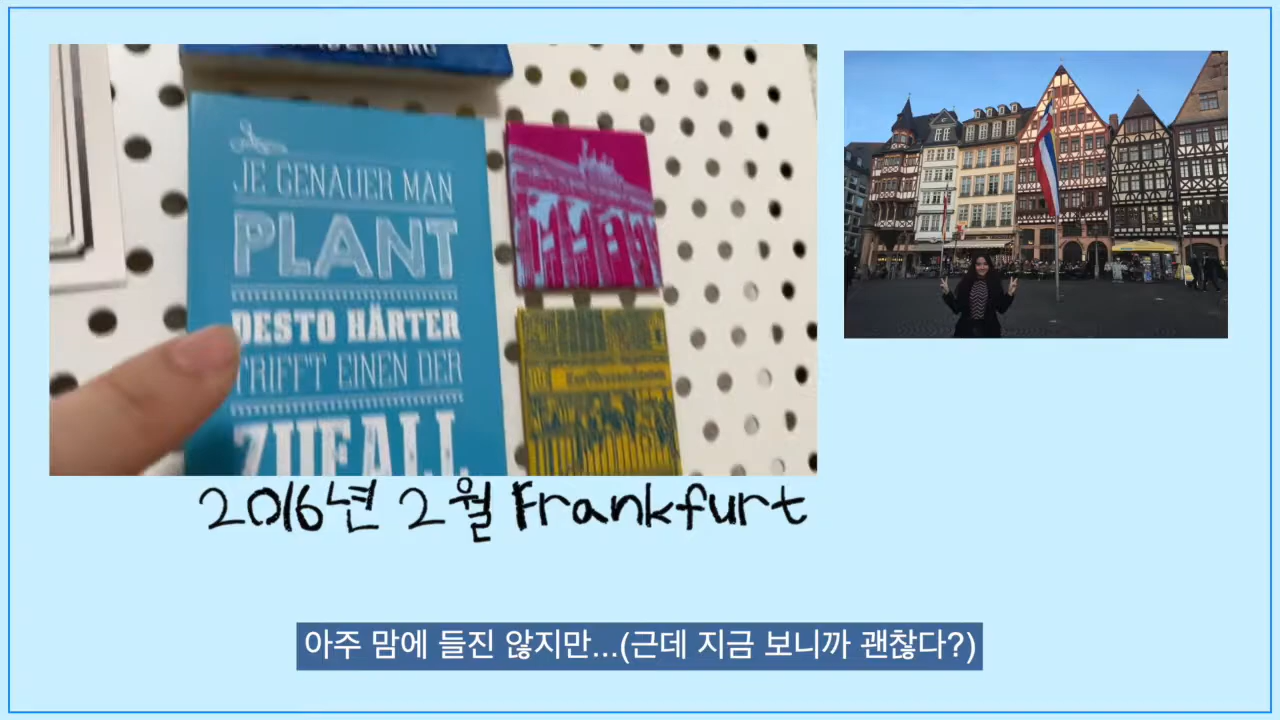 JE GENAUER MAN
PLANT
DESTO HÄRTER
TRIFFT EINEN DER
ZUFALL
2016년 2월 Frankfurt
아주 맘에 들진 않지만...(근데 지금 보니까 괜찮다?)